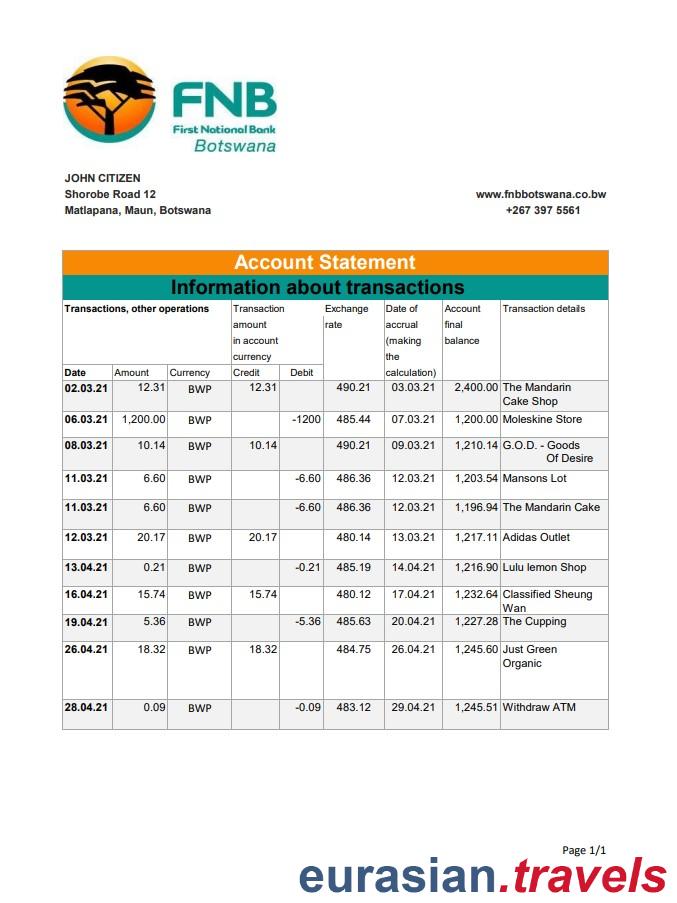 FNB
First National Bank
Botswana
JOHN CITIZEN
Shorobe Road 12
www.fnbbotswana.co.bw
Matlapana, Maun, Botswana
+267 397 5561
Account Statement
Information about transactions
Transactions, other operations Transaction amount in account currency Exchange rate Date of accrual (making the calculation) Account final balance Transaction details
Date Amount Currency Credit Debit
02.03.21 12.31 BWP 12.31 490.21 03.03.21 2,400.00 The Mandarin
Cake Shop
06.03.21 1,200.00 BWP -1200 485.44 07.03.21 1,200.00 Moleskine Store
08.03.21 10.14 BWP 10.14 490.21 09.03.21 1,210.14 G.O.D. - Goods
Of Desire
11.03.21 6.60 BWP -6.60 486.36 12.03.21 1,203.54 Mansons Lot
11.03.21 6.60 BWP -6.60 486.36 12.03.21 1,196.94 The Mandarin Cake
12.03.21 20.17 BWP 20.17 480.14 13.03.21 1,217.11 Adidas Outlet
13.04.21 0.21 BWP -0.21 485.19 14.04.21 1,216.90 Lulu lemon Shop
16.04.21 15.74 BWP 15.74 480.12 17.04.21 1,232.64 Classified Sheung
Wan
19.04.21 5.36 BWP -5.36 485.63 20.04.21 1,227.28 The Cupping
26.04.21 18.32 BWP 18.32 484.75 26.04.21 1,245.60 Just Green
Organic
28.04.21 0.09 BWP -0.09 483.12 29.04.21 1,245.51 Withdraw ATM
Page 1/1
eurasian.travels